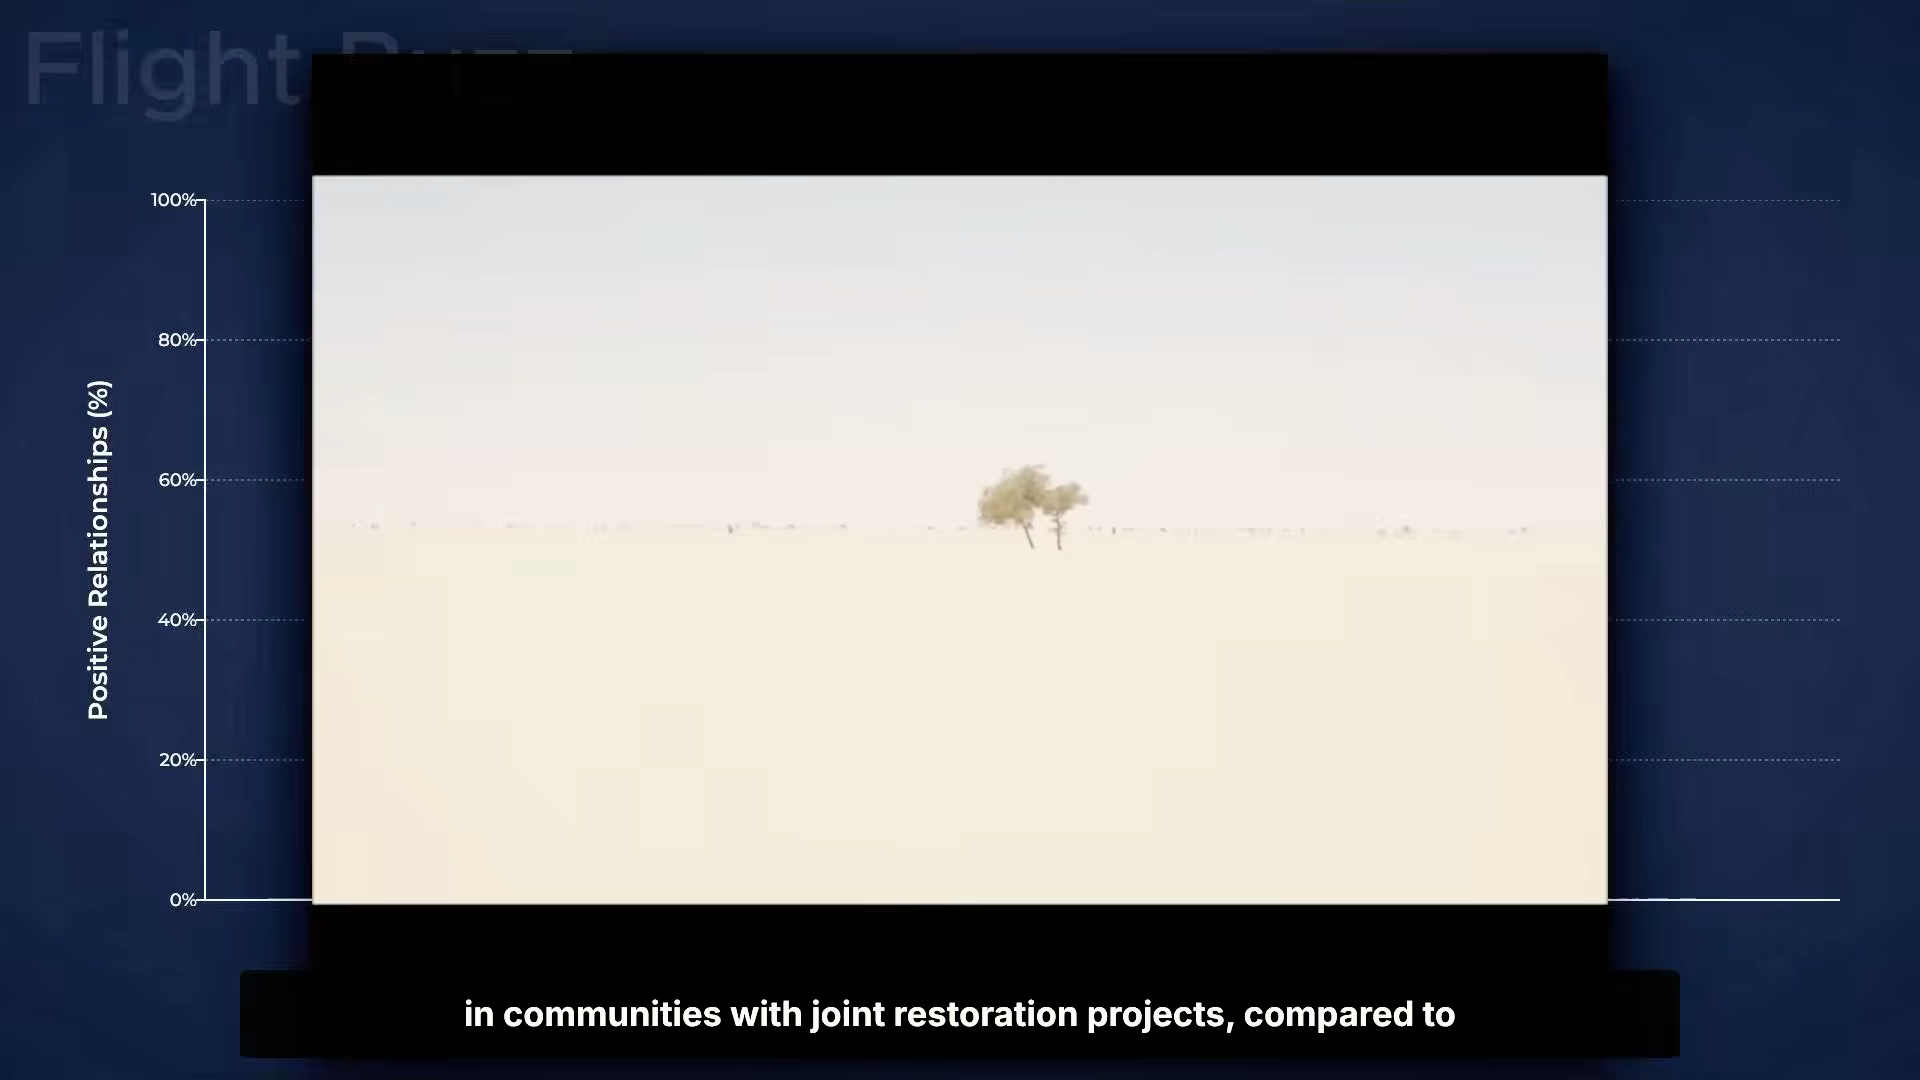 Flight
100%
80%
60%
40%
20%
0%
Positive Relationships (%)
in communities with joint restoration projects, compared to